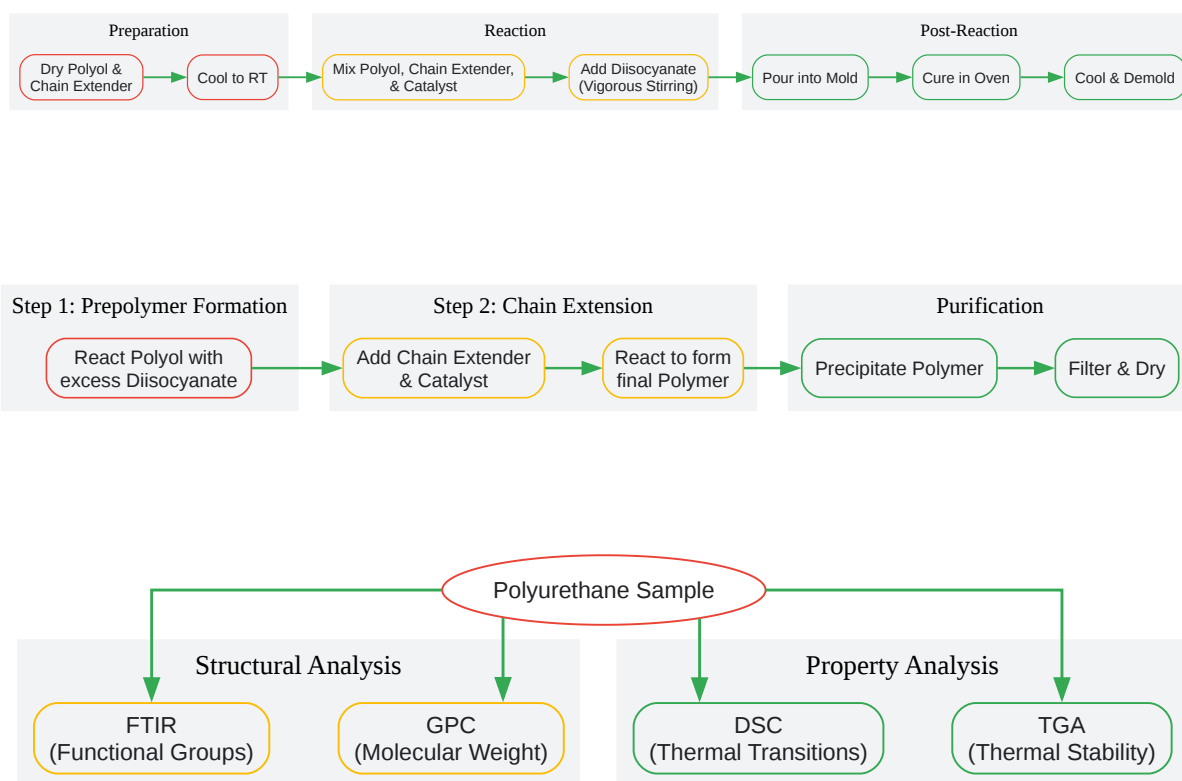 Preparation
Reaction
Post-Reaction
Dry Polyol &
Chain Extender
Cool to RT
Mix Polyol, Chain Extender,
& Catalyst
Add Diisocyanate
(Vigorous Stirring)
Pour into Mold
Cure in Oven
Cool & Demold
Step 1: Prepolymer Formation
Step 2: Chain Extension
Purification
React Polyol with
excess Diisocyanate
Add Chain Extender
& Catalyst
React to form
final Polymer
Precipitate Polymer
Filter & Dry
Polyurethane Sample
Structural Analysis
Property Analysis
FTIR
(Functional Groups)
GPC
(Molecular Weight)
DSC
(Thermal Transitions)
TGA
(Thermal Stability)